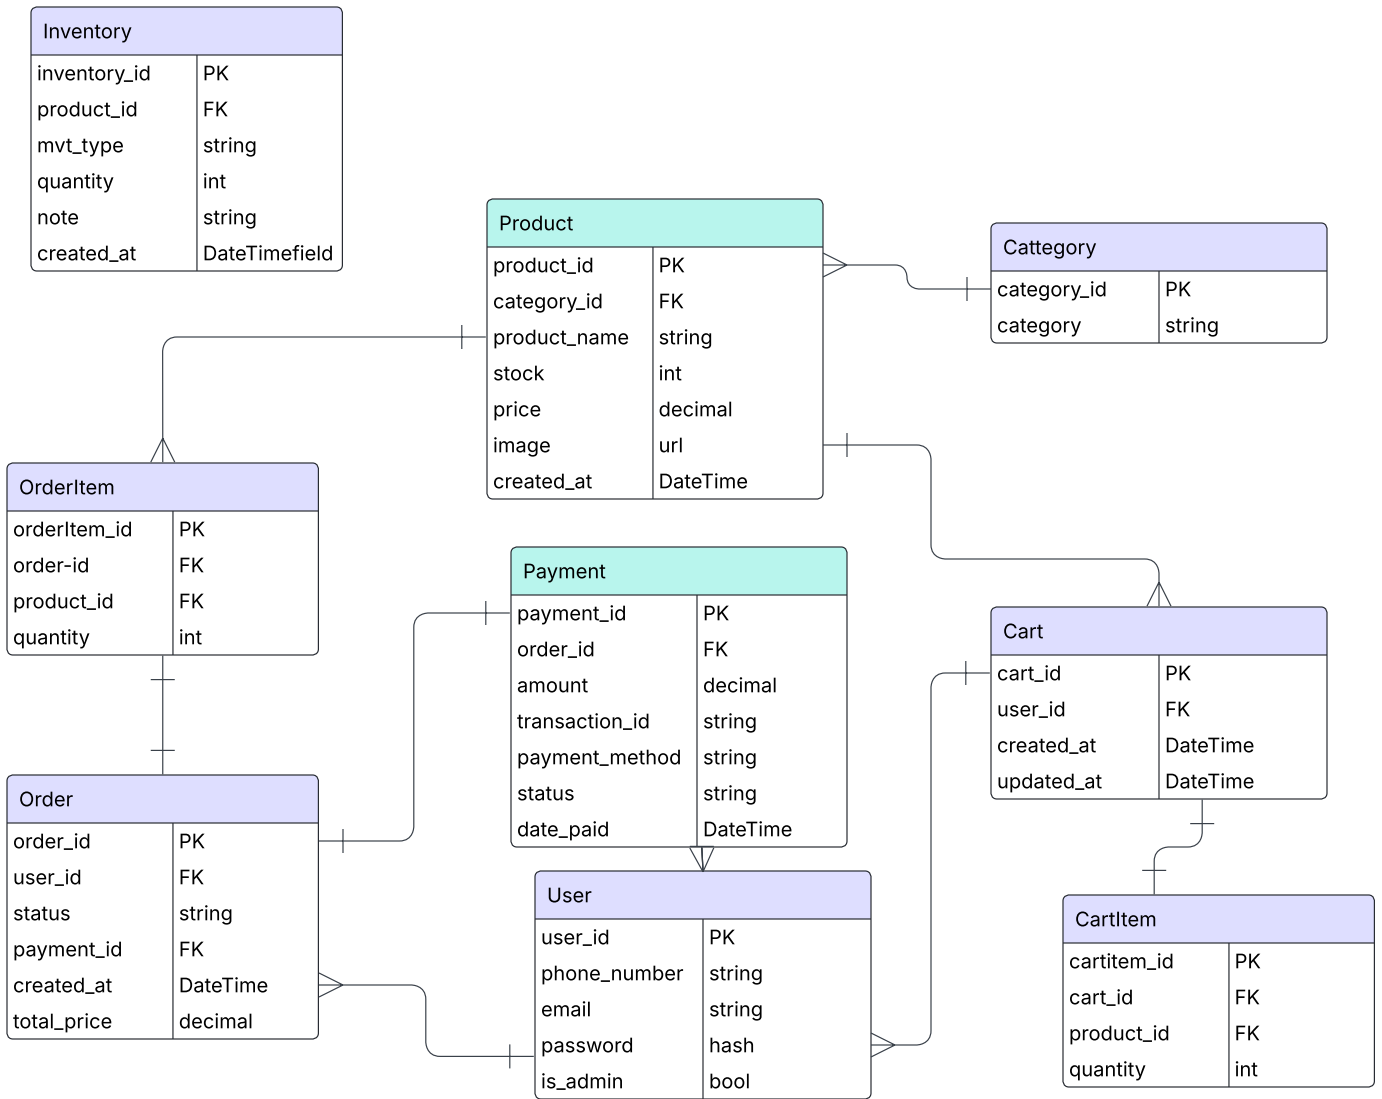 Inventory
inventory_id PK
product_id FK
mvt_type string
quantity int
note string
created_at DateTimefield
Product
product_id PK
category_id FK
product_name string
stock int
price decimal
image url
created_at DateTime
Cattegory
category_id PK
category string
OrderItem
orderItem_id PK
order-id FK
product_id FK
quantity int
Payment
payment_id PK
order_id FK
amount decimal
transaction_id string
payment_method string
status string
date_paid DateTime
Cart
cart_id PK
user_id FK
created_at DateTime
updated_at DateTime
Order
order_id PK
user_id FK
status string
payment_id FK
created_at DateTime
total_price decimal
User
user_id PK
phone_number string
email string
password hash
is_admin bool
CartItem
cartitem_id PK
cart_id FK
product_id FK
quantity int